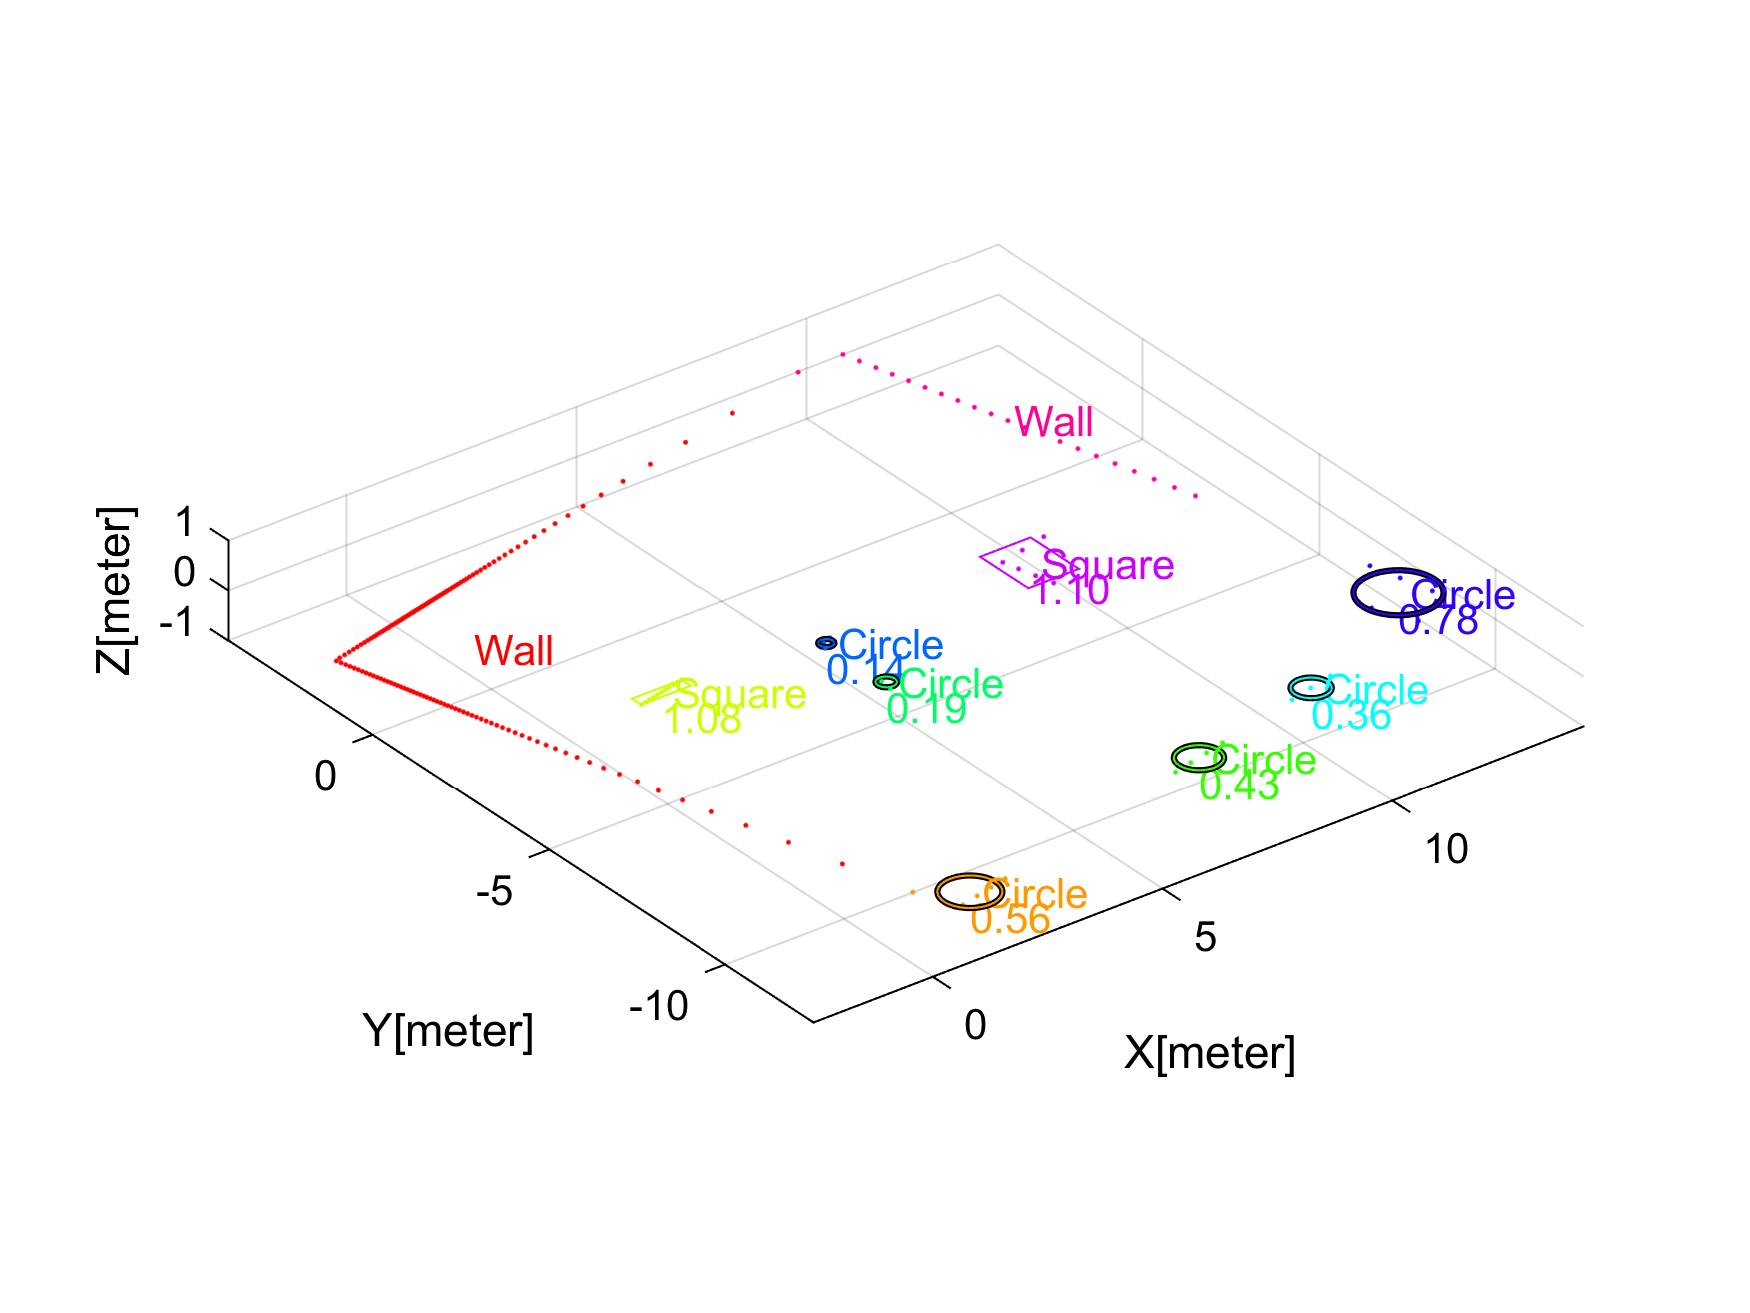 Wall
Z[meter]
1
0
-1
Square
1.10
Circle
0.78
Wall
Circle
0.14
Circle
0.19
Square
1.08
Circle
0.36
Circle
0.43
Circle
0.56
0
-5
-10
Y[meter]
0
5
10
X[meter]